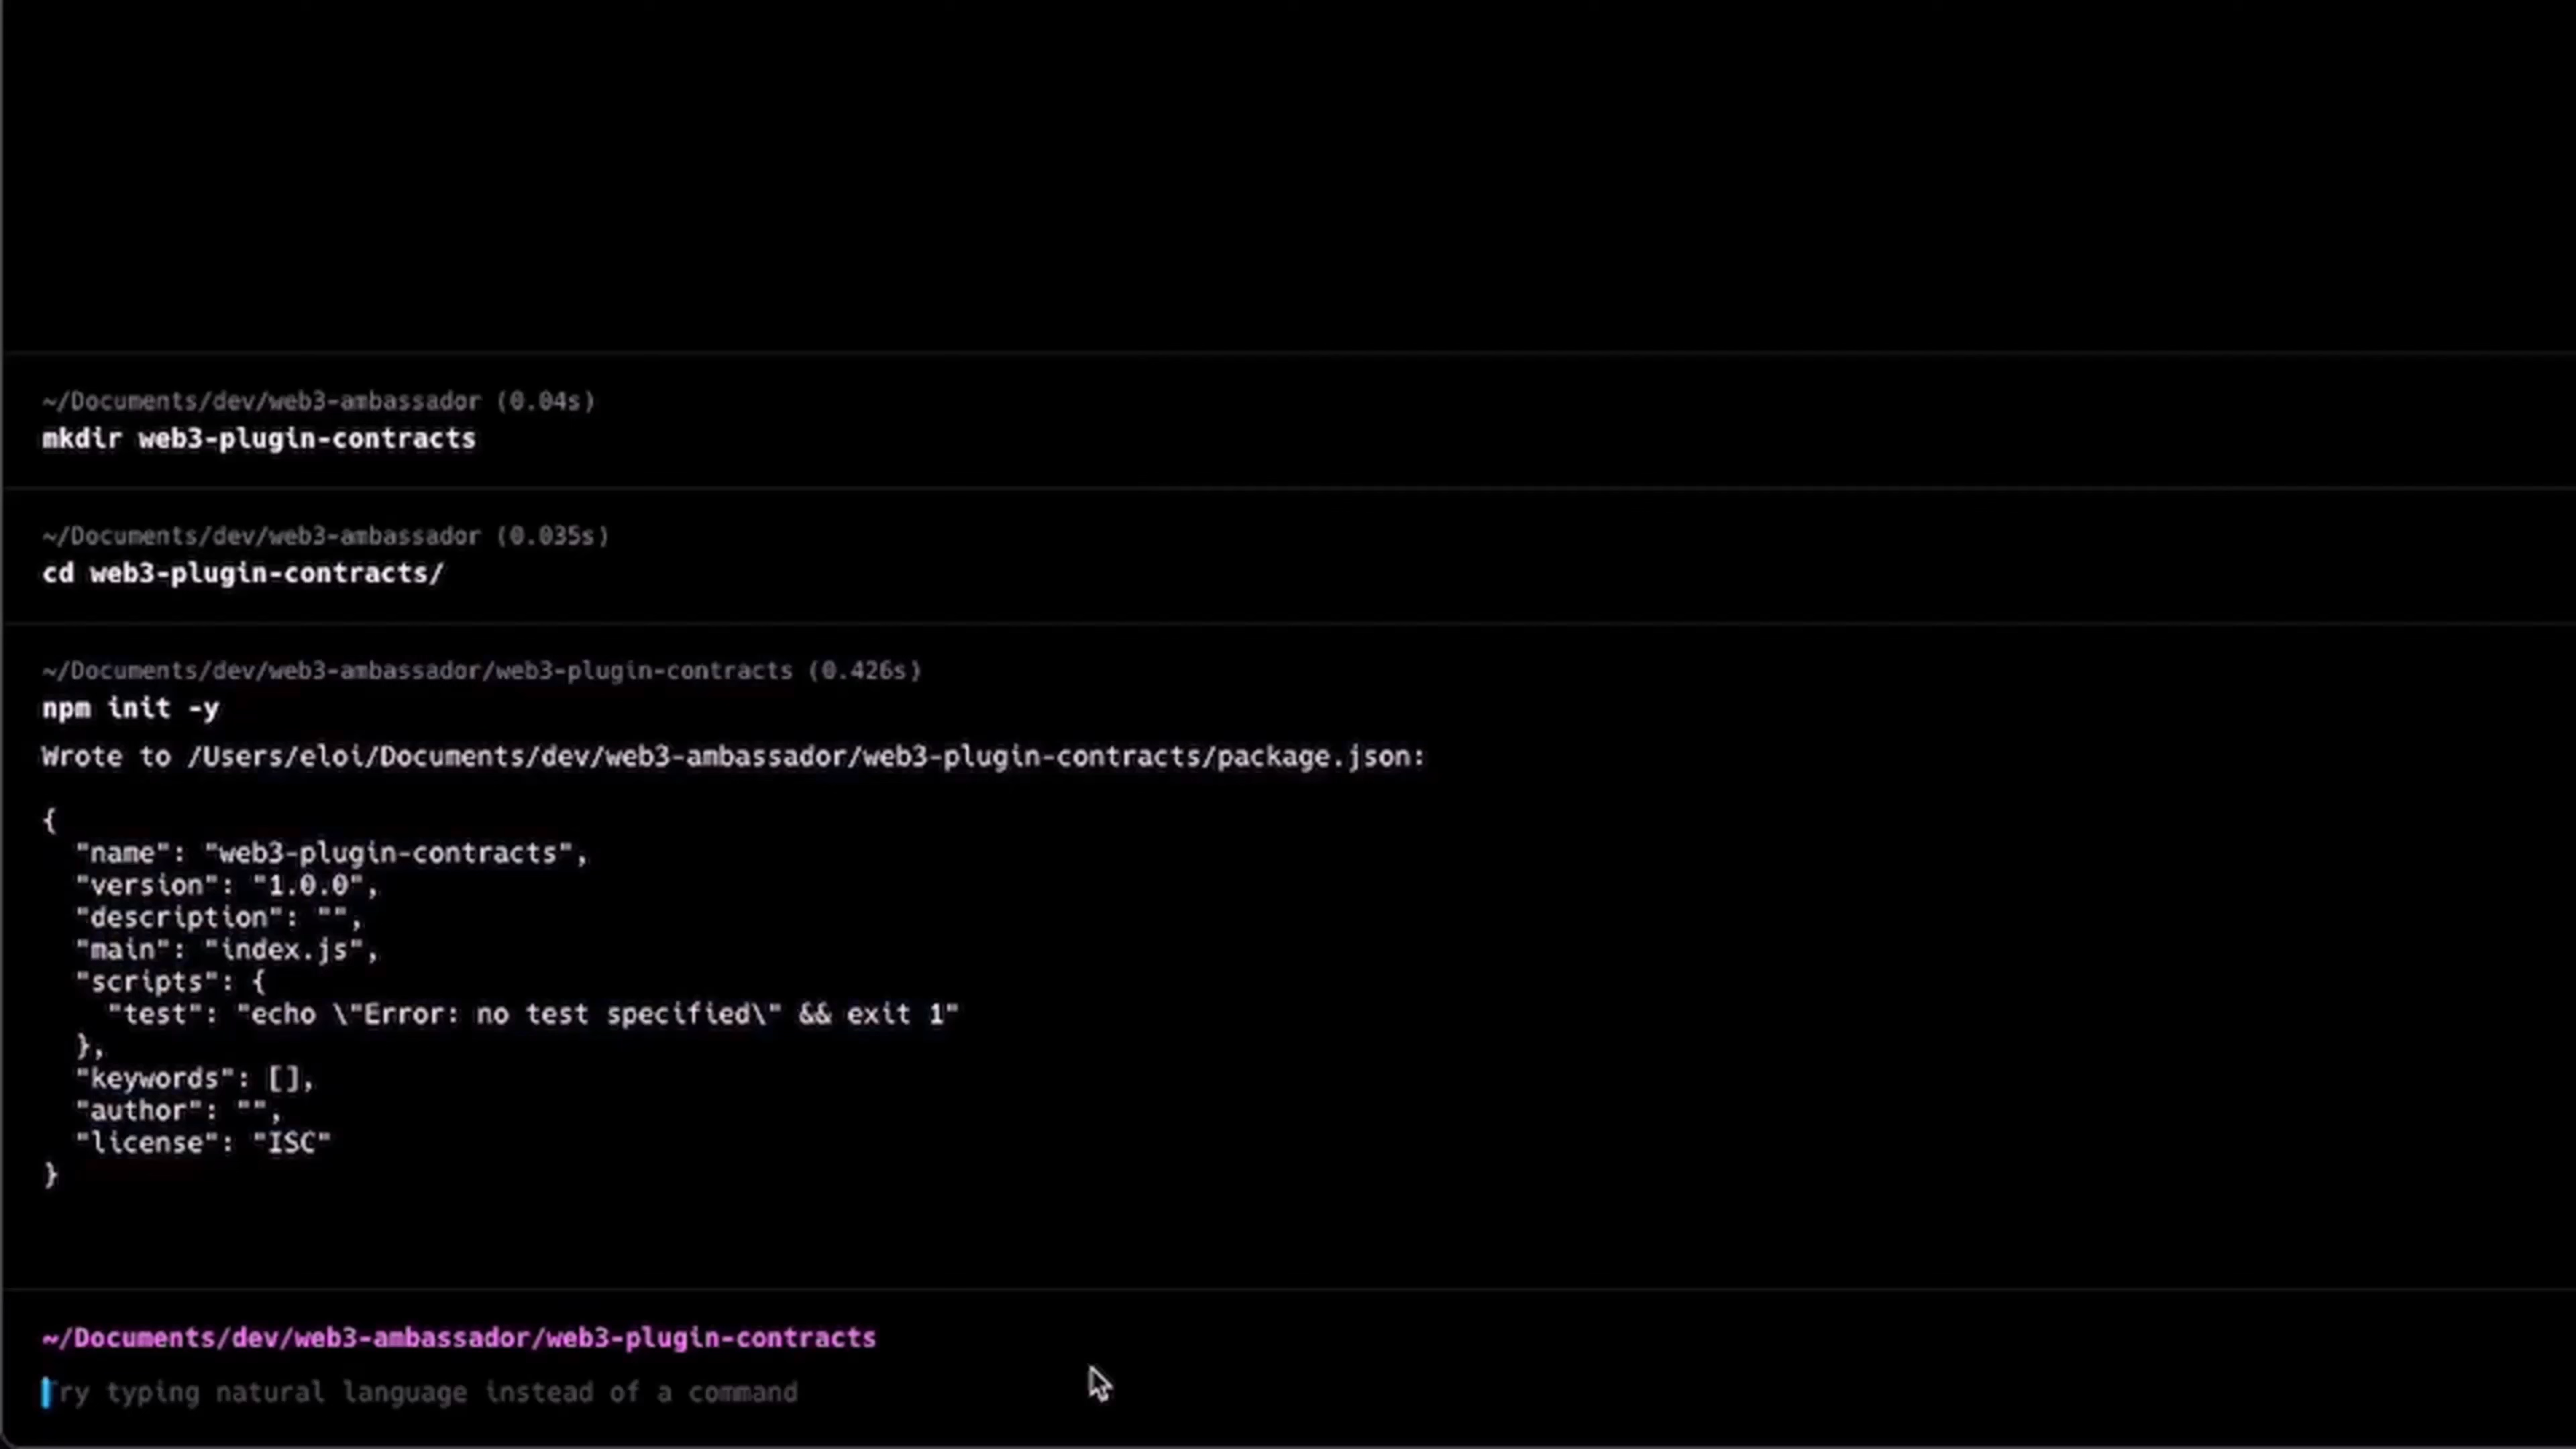 ~/Documents/dev/web3-ambassador (0.04s)
mkdir web3-plugin-contracts
~/Documents/dev/web3-ambassador (0.035s)
cd web3-plugin-contracts/
~/Documents/dev/web3-ambassador/web3-plugin-contracts (0.426s)
npm init -y
Wrote to /Users/eloi/Documents/dev/web3-ambassador/web3-plugin-contracts/package.json:
{
  "name": "web3-plugin-contracts",
  "version": "1.0.0",
  "description": "",
  "main": "index.js",
  "scripts": {
    "test": "echo \"Error: no test specified\" && exit 1"
  },
  "keywords": [],
  "author": "",
  "license": "ISC"
}
~/Documents/dev/web3-ambassador/web3-plugin-contracts
Try typing natural language instead of a command